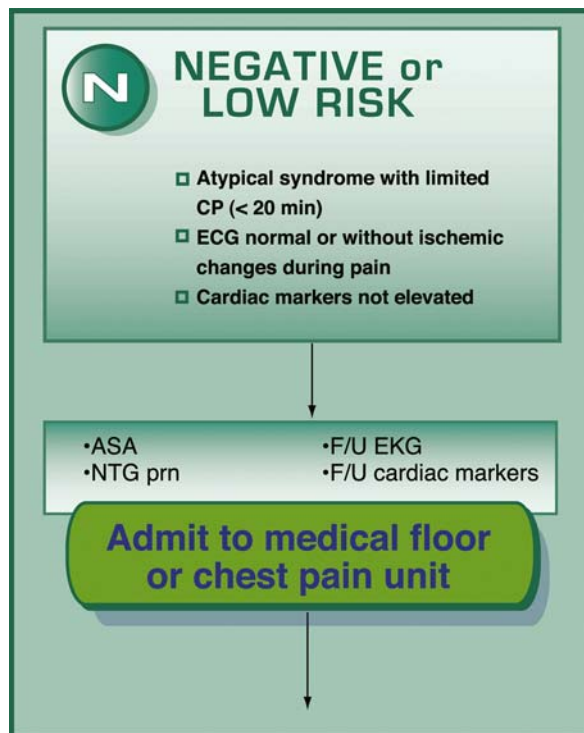 N
NEGATIVE or
LOW RISK
Atypical syndrome with limited
CP (< 20 min)
ECG normal or without ischemic
changes during pain
Cardiac markers not elevated
•ASA
•NTG prn
•F/U EKG
•F/U cardiac markers
Admit to medical floor
or chest pain unit